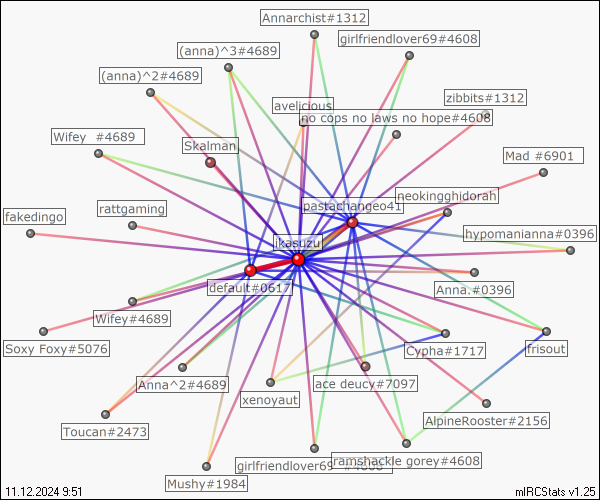 Annarchist#1312
girlfriendlover69#4608
(anna)^3#4689
(anna)^2#4689
zibbits#1312
avelicious
no cops no laws no hope#4608
Wifey  #4689
Skalman
Mad #6901
neokingghidorah
pastachangeo41
fakedingo
rattgaming
ikasuzu
hypomanianna#0396
default#0617
Anna.#0396
Wifey#4689
Soxy Foxy#5076
Cypha#1717
frisout
Anna^2#4689
ace deucy#7097
xenoyaut
AlpineRooster#2156
Toucan#2473
ramshackle gorey#4608
girlfriendlover69 #4608
Mushy#1984
11.12.2024 9:51
mIRCStats v1.25